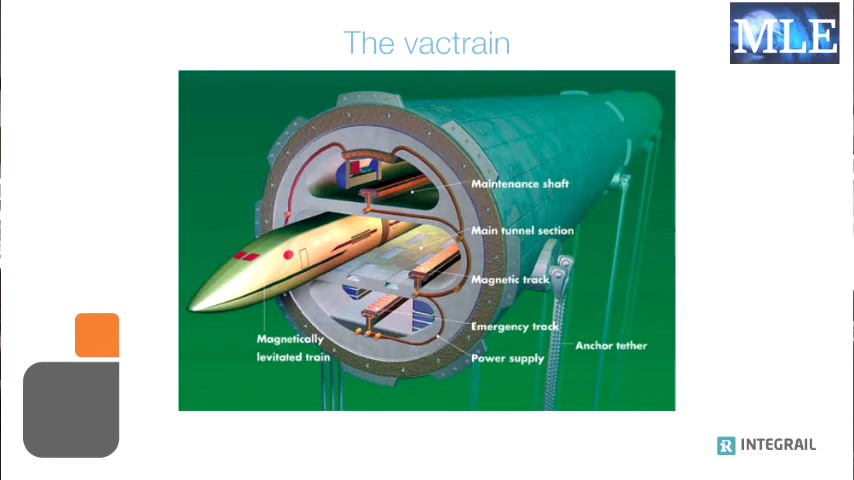 The vactrain
MLE
Maintenance shaft
Main tunnel section
Magnetic track
Emergency track
Magnetically
levitated train
Anchor tether
Power supply
R INTEGRAIL